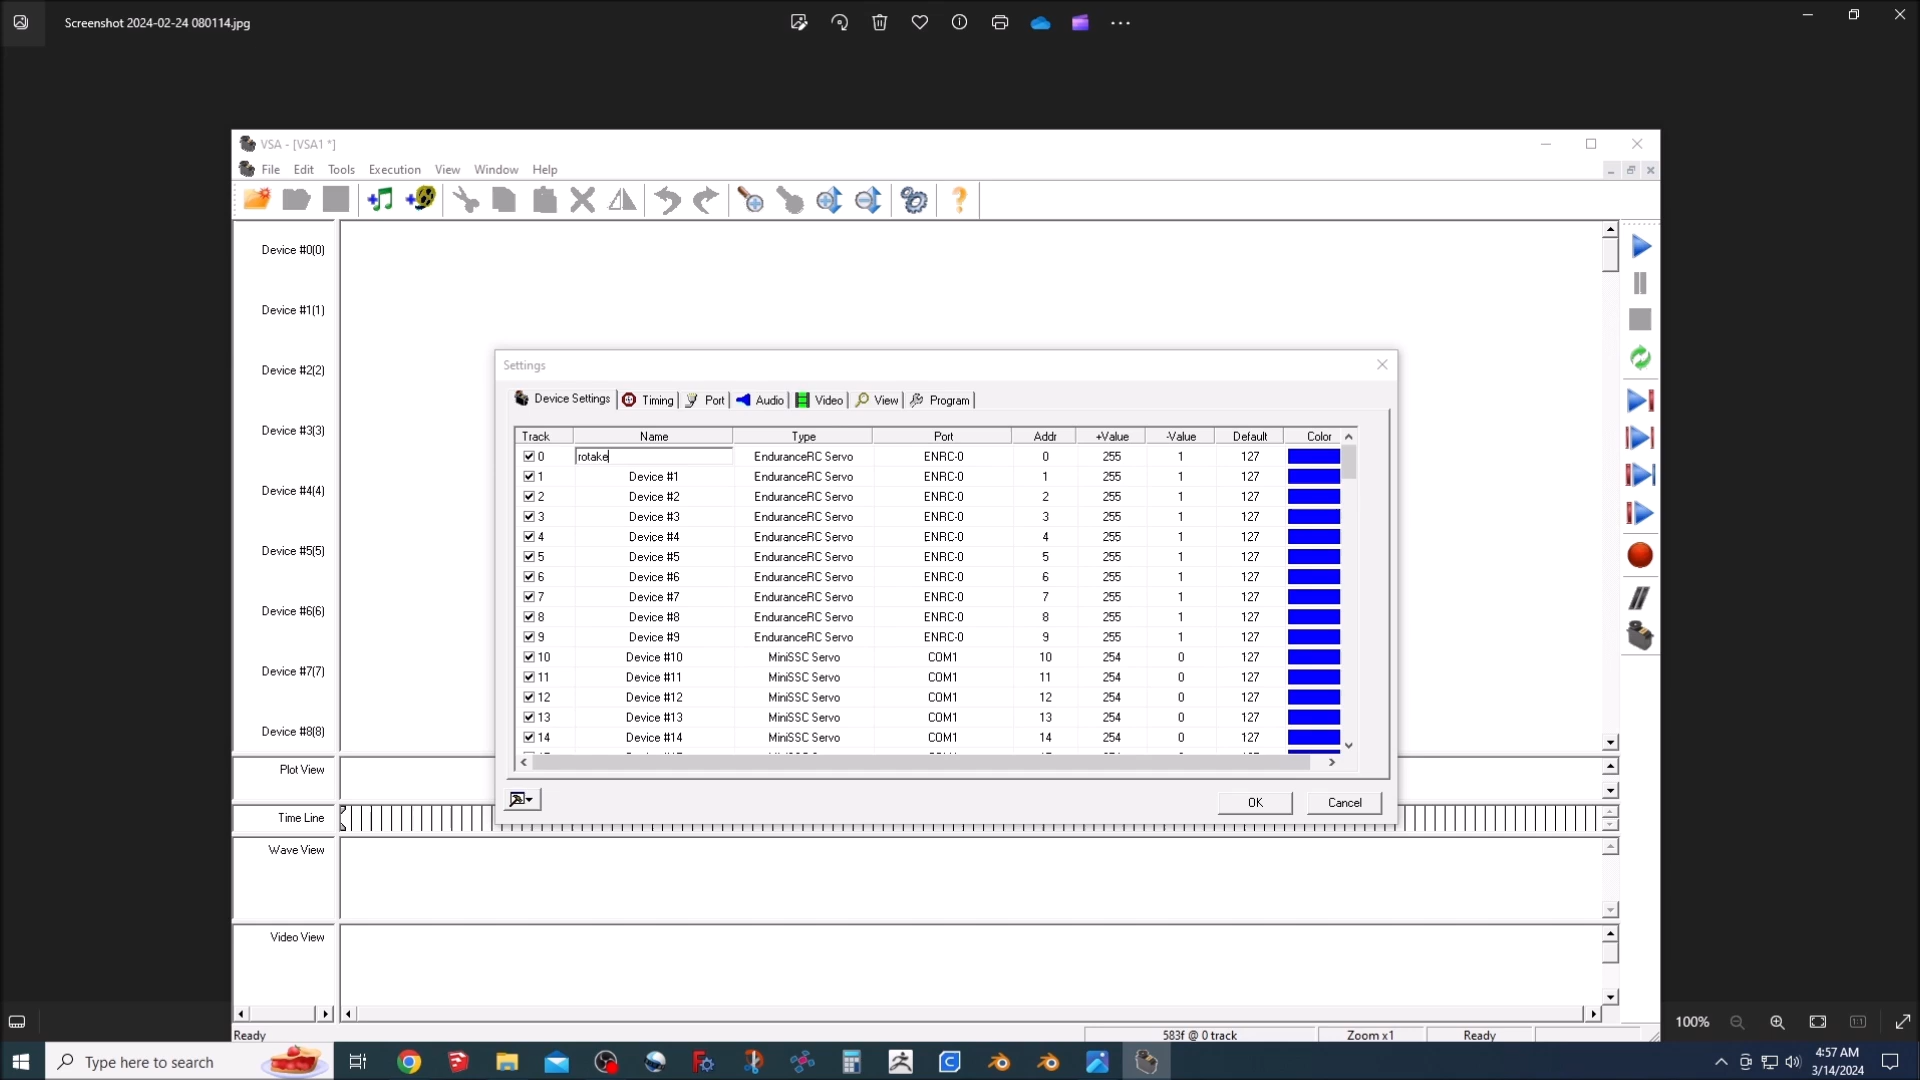 Screenshot 2024-02-24 080114.jpg
VSA - [VSA1 *]
File Edit Tools Execution View Window Help
Device #0(0)
Device #1(1)
Device #2(2)
Device #3(3)
Device #4(4)
Device #5(5)
Device #6(6)
Device #7(7)
Device #8(8)
Plot View
Time Line
Wave View
Video View
Settings
Device Settings Timing Port Audio Video View Program
Track Name Type Port Addr +Value -Value Default Color
0 rotake EnduranceRC Servo ENRC-0 0 255 1 127
1 Device #1 EnduranceRC Servo ENRC-0 1 255 1 127
2 Device #2 EnduranceRC Servo ENRC-0 2 255 1 127
3 Device #3 EnduranceRC Servo ENRC-0 3 255 1 127
4 Device #4 EnduranceRC Servo ENRC-0 4 255 1 127
5 Device #5 EnduranceRC Servo ENRC-0 5 255 1 127
6 Device #6 EnduranceRC Servo ENRC-0 6 255 1 127
7 Device #7 EnduranceRC Servo ENRC-0 7 255 1 127
8 Device #8 EnduranceRC Servo ENRC-0 8 255 1 127
9 Device #9 EnduranceRC Servo ENRC-0 9 255 1 127
10 Device #10 MiniSSC Servo COM1 10 254 0 127
11 Device #11 MiniSSC Servo COM1 11 254 0 127
12 Device #12 MiniSSC Servo COM1 12 254 0 127
13 Device #13 MiniSSC Servo COM1 13 254 0 127
14 Device #14 MiniSSC Servo COM1 14 254 0 127
OK Cancel
Ready 583f @ 0 track Zoom x1 Ready
100%
Type here to search
4:57 AM
3/14/2024